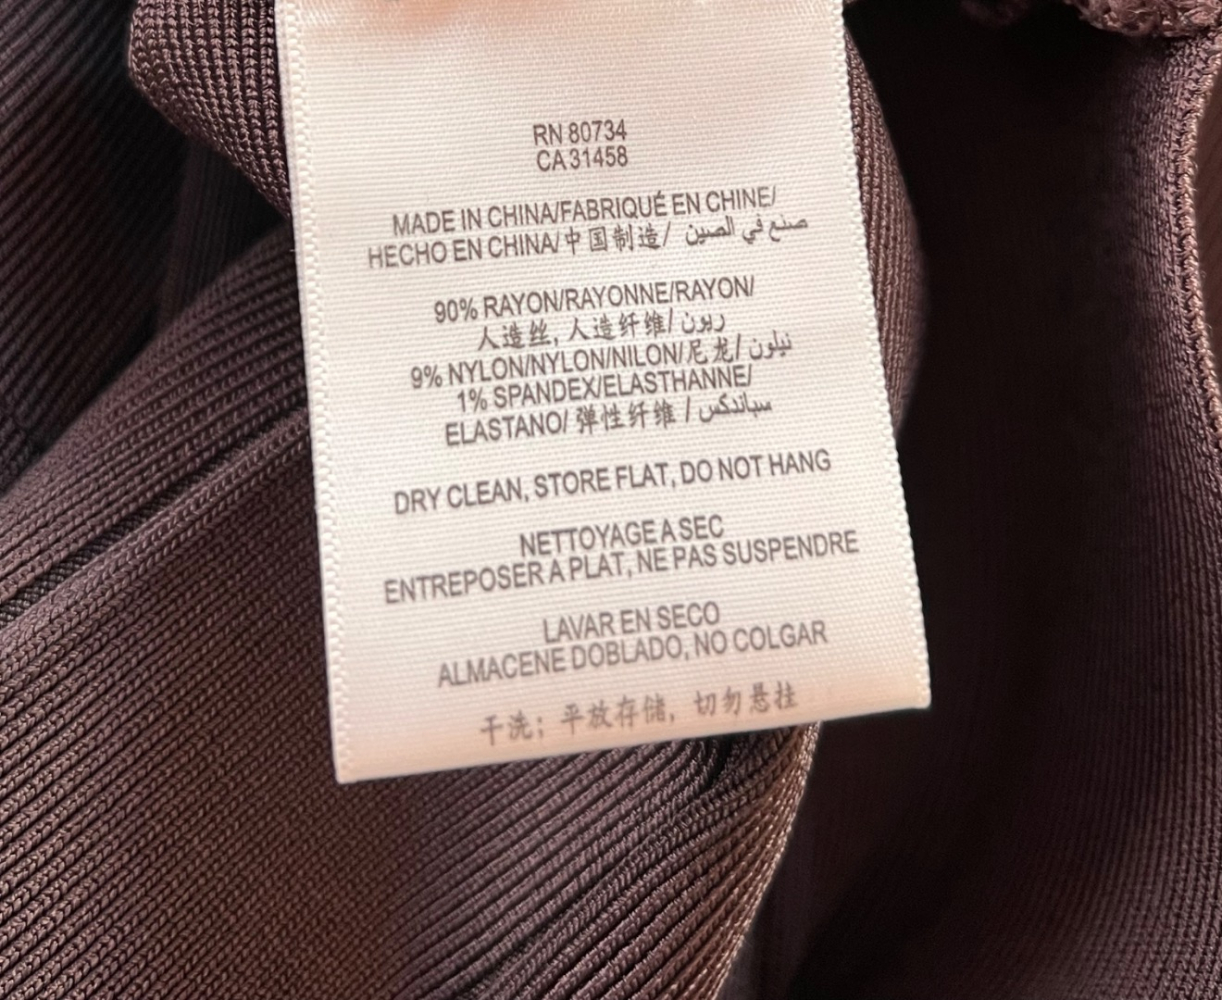 RN 80734
CA 31458
MADE IN CHINA/FABRIQUÉ EN CHINE/
HECHO EN CHINA/中国制造/ صنع في الصين
90% RAYON/RAYONNE/RAYON/
人造丝, 人造纤维/ ريون
9% NYLON/NYLON/NILON/尼龙/ نيلون
1% SPANDEX/ELASTHANNE/
ELASTANO/ 弹性纤维 / سباندكس
DRY CLEAN, STORE FLAT, DO NOT HANG
NETTOYAGE A SEC
ENTREPOSER A PLAT, NE PAS SUSPENDRE
LAVAR EN SECO
ALMACENE DOBLADO, NO COLGAR
干洗; 平放存储, 切勿悬挂